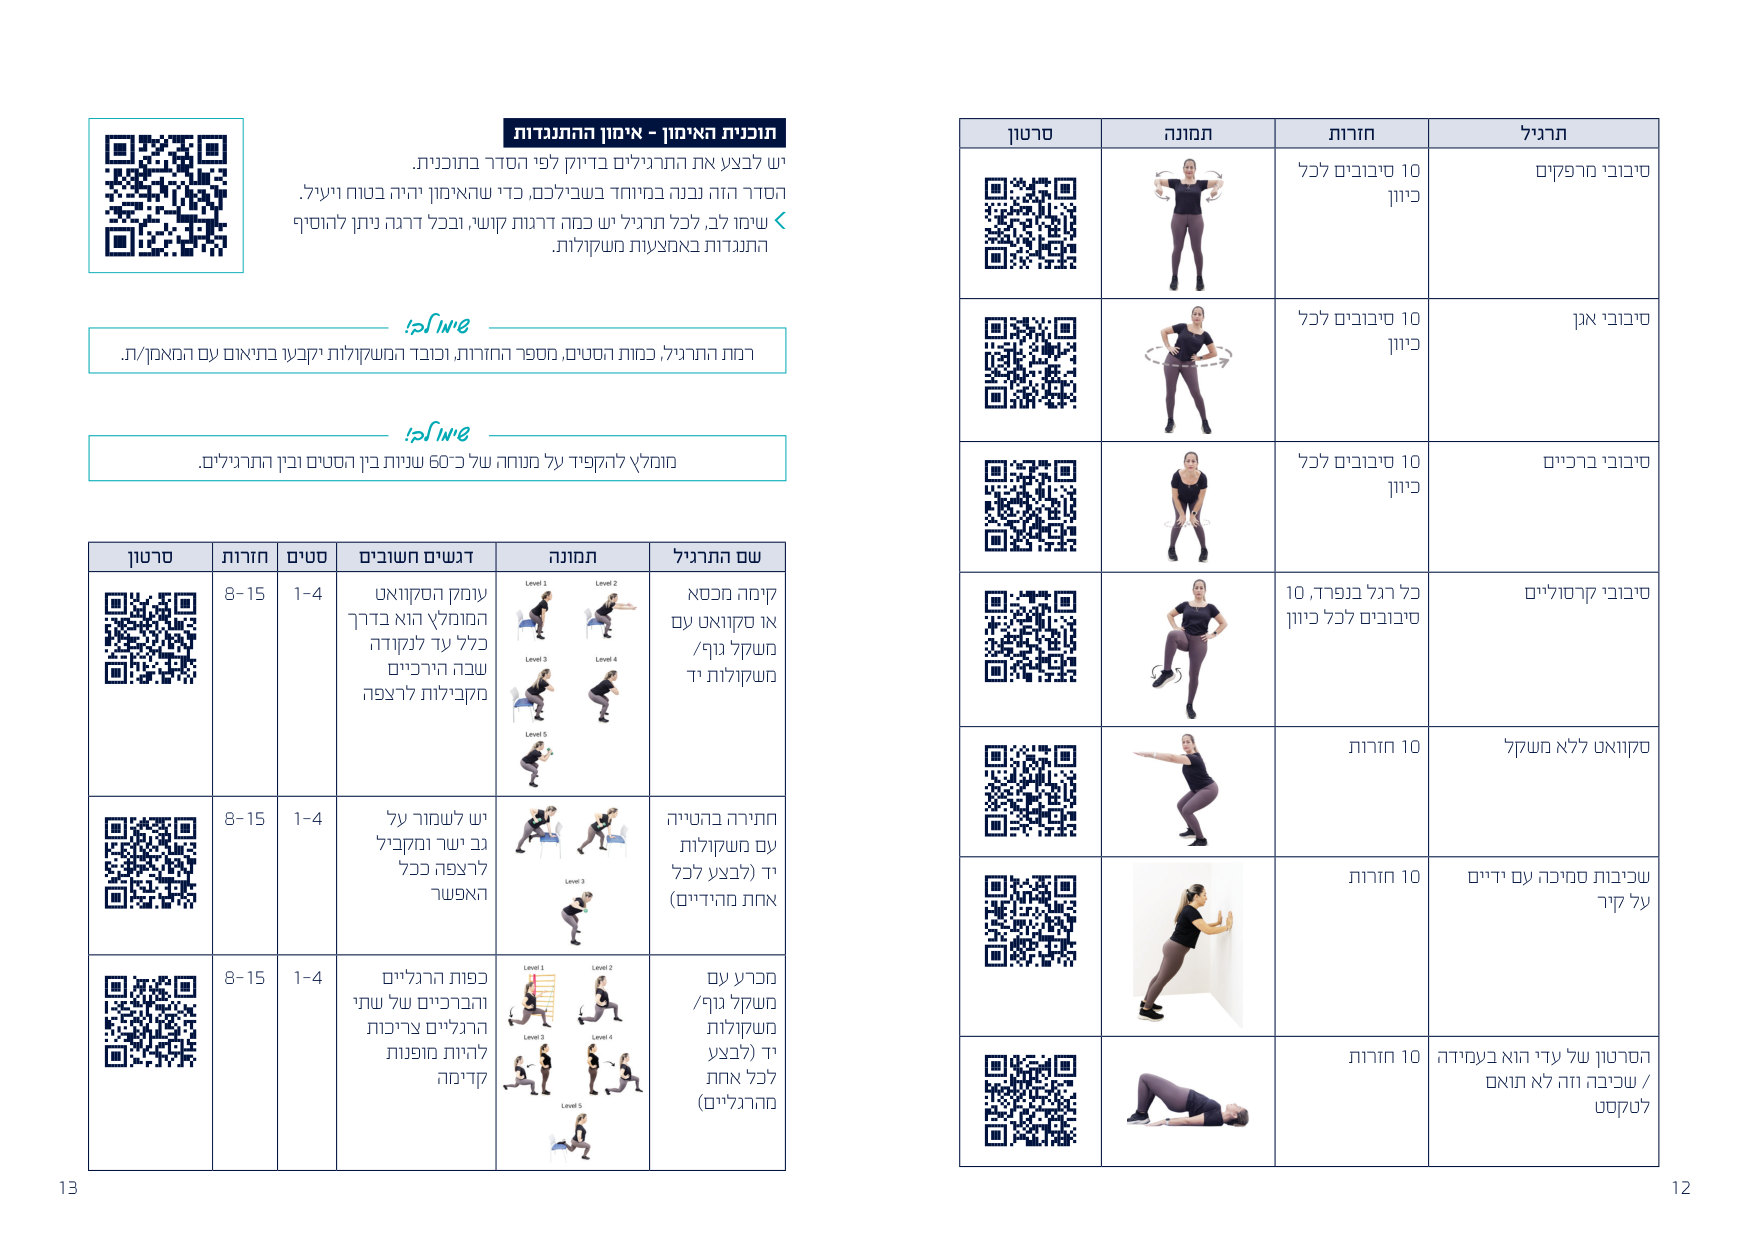 תרגיל חזרות תמונה סרטון
סיבובי מרפקים
10 סיבובים לכל
כיוון
סיבובי אגן
10 סיבובים לכל
כיוון
סיבובי ברכיים
10 סיבובים לכל
כיוון
סיבובי קרסוליים
כל רגל בנפרד, 10
סיבובים לכל כיוון
סקוואט ללא משקל
10 חזרות
שכיבות סמיכה עם ידיים
על קיר
10 חזרות
הסרטון של עדי הוא בעמידה
/ שכיבה וזה לא תואם
לטקסט
10 חזרות
12
תוכנית האימון - אימון ההתנגדות
יש לבצע את התרגילים בדיוק לפי הסדר בתוכנית.
הסדר הזה נבנה במיוחד בשבילכם, כדי שהאימון יהיה בטוח ויעיל.
שימו לב, לכל תרגיל יש כמה דרגות קושי, ובכל דרגה ניתן להוסיף
התנגדות באמצעות משקולות.
שימו לב!
רמת התרגיל, כמות הסטים, מספר החזרות, וכובד המשקולות יקבעו בתיאום עם המאמן/ת.
שימו לב!
מומלץ להקפיד על מנוחה של כ־60 שניות בין הסטים ובין התרגילים.
שם התרגיל תמונה דגשים חשובים סטים חזרות סרטון
קימה מכסא
או סקוואט עם
משקל גוף/
משקולות יד
Level 1 Level 2
Level 3 Level 4
Level 5
עומק הסקוואט
המומלץ הוא בדרך
כלל עד לנקודה
שבה הירכיים
מקבילות לרצפה
1-4
8-15
חתירה בהטייה
עם משקולות
יד (לבצע לכל
אחת מהידיים)
Level 3
יש לשמור על
גב ישר ומקביל
לרצפה ככל
האפשר
1-4
8-15
מכרע עם
משקל גוף/
משקולות
יד (לבצע
לכל אחת
מהרגליים)
Level 1 Level 2
Level 3 Level 4
Level 5
כפות הרגליים
והברכיים של שתי
הרגליים צריכות
להיות מופנות
קדימה
1-4
8-15
13